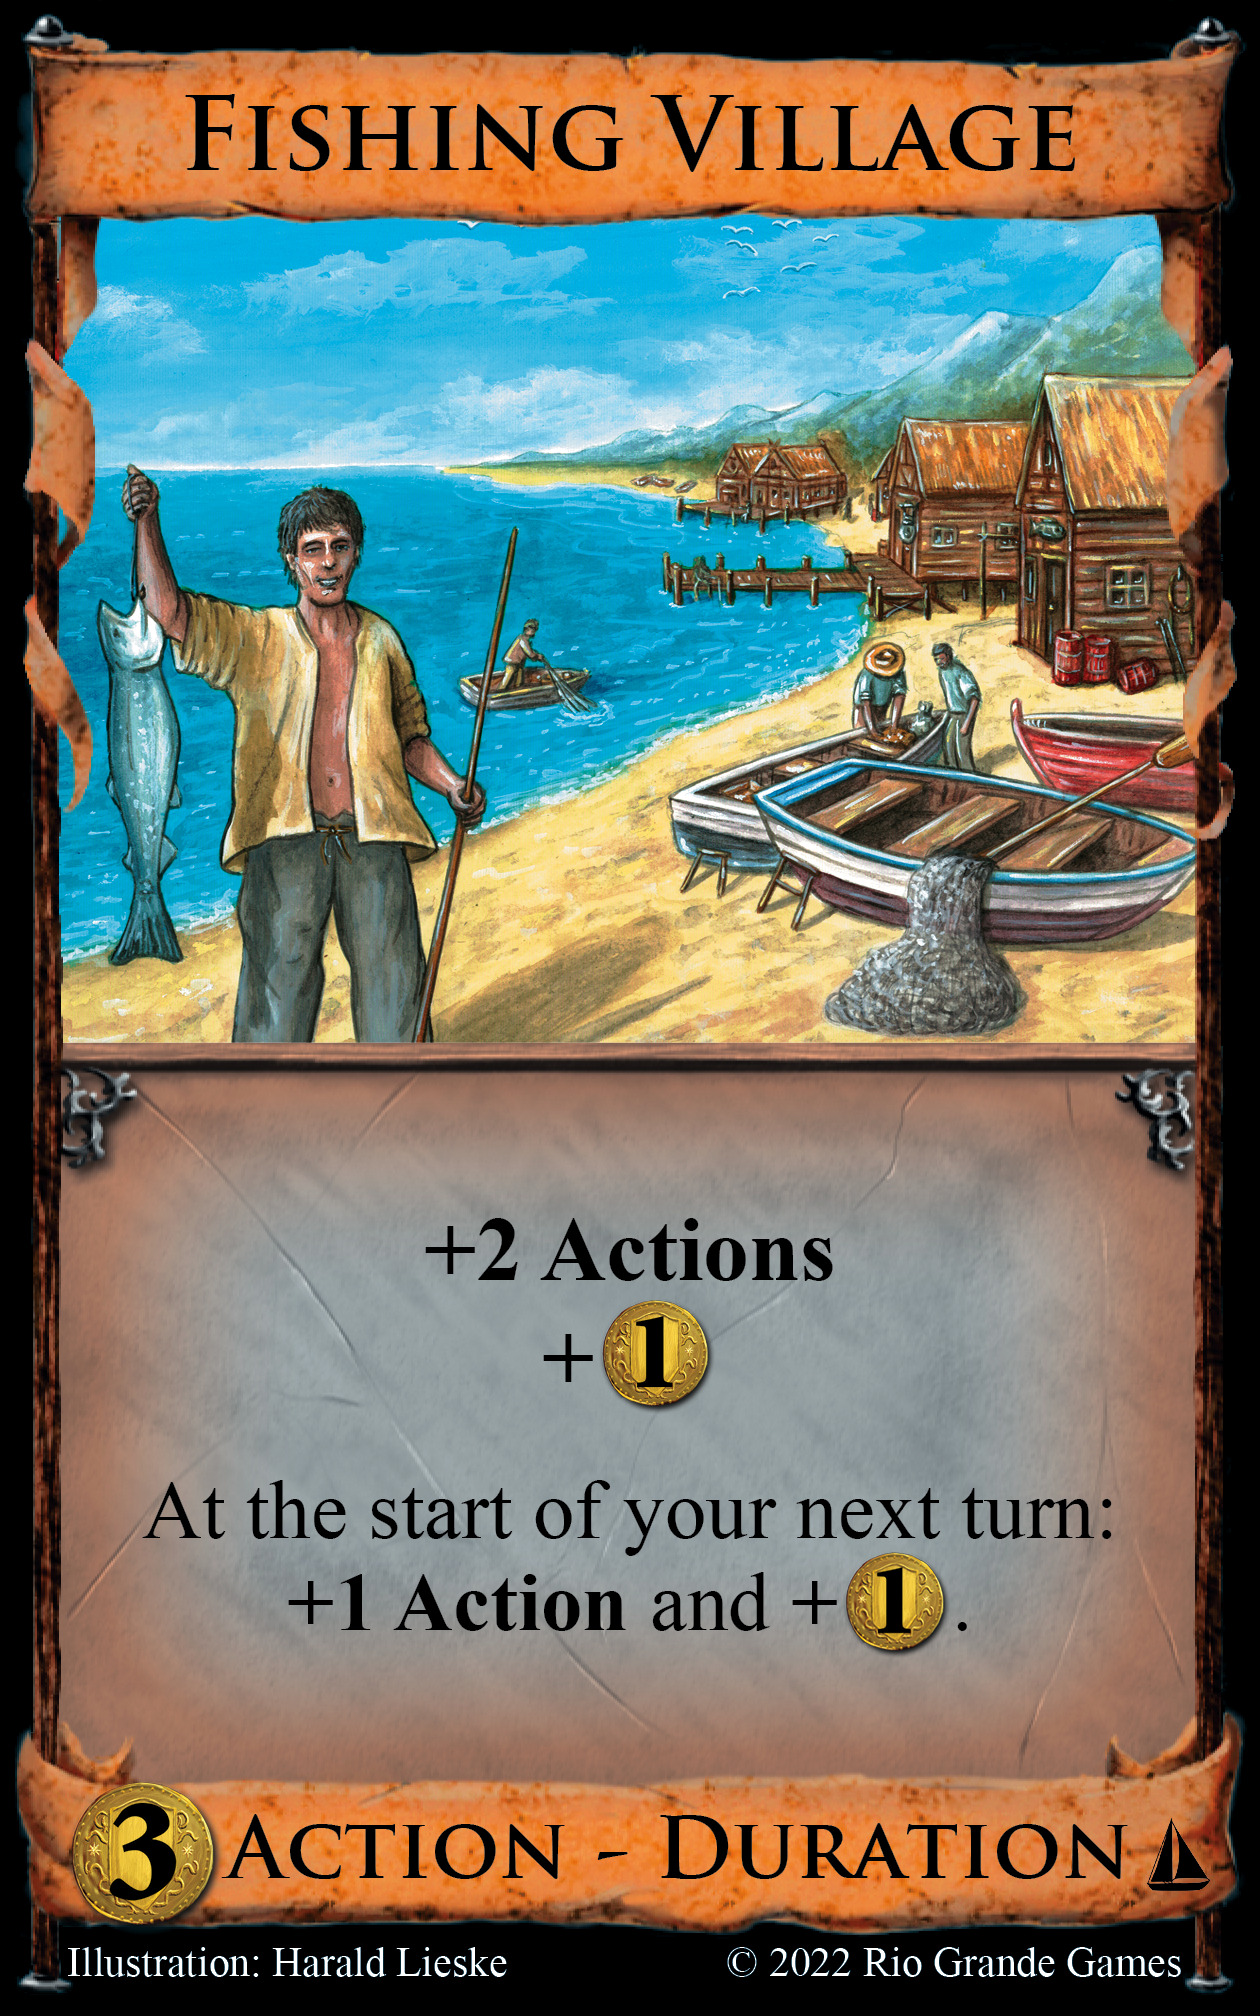 Fishing Village
+2 Actions
+1
At the start of your next turn:
+1 Action and +1.
3 Action - Duration
Illustration: Harald Lieske © 2022 Rio Grande Games